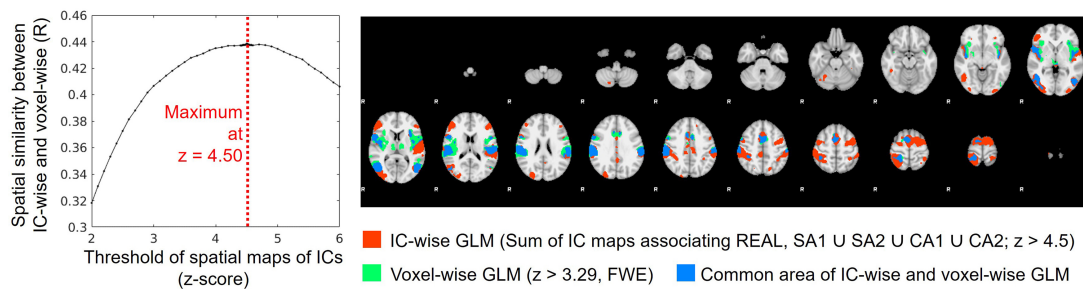 Spatial similarity between
IC-wise and voxel-wise (R)
0.46
0.44
0.42
0.4
0.38
0.36
0.34
0.32
0.3
Maximum
at
z = 4.50
2
3
4
5
6
Threshold of spatial maps of ICs
(z-score)
R R R R R R R R R
R R R R R R R R R
IC-wise GLM (Sum of IC maps associating REAL, SA1 ∪ SA2 ∪ CA1 ∪ CA2; z > 4.5)
Voxel-wise GLM (z > 3.29, FWE)
Common area of IC-wise and voxel-wise GLM